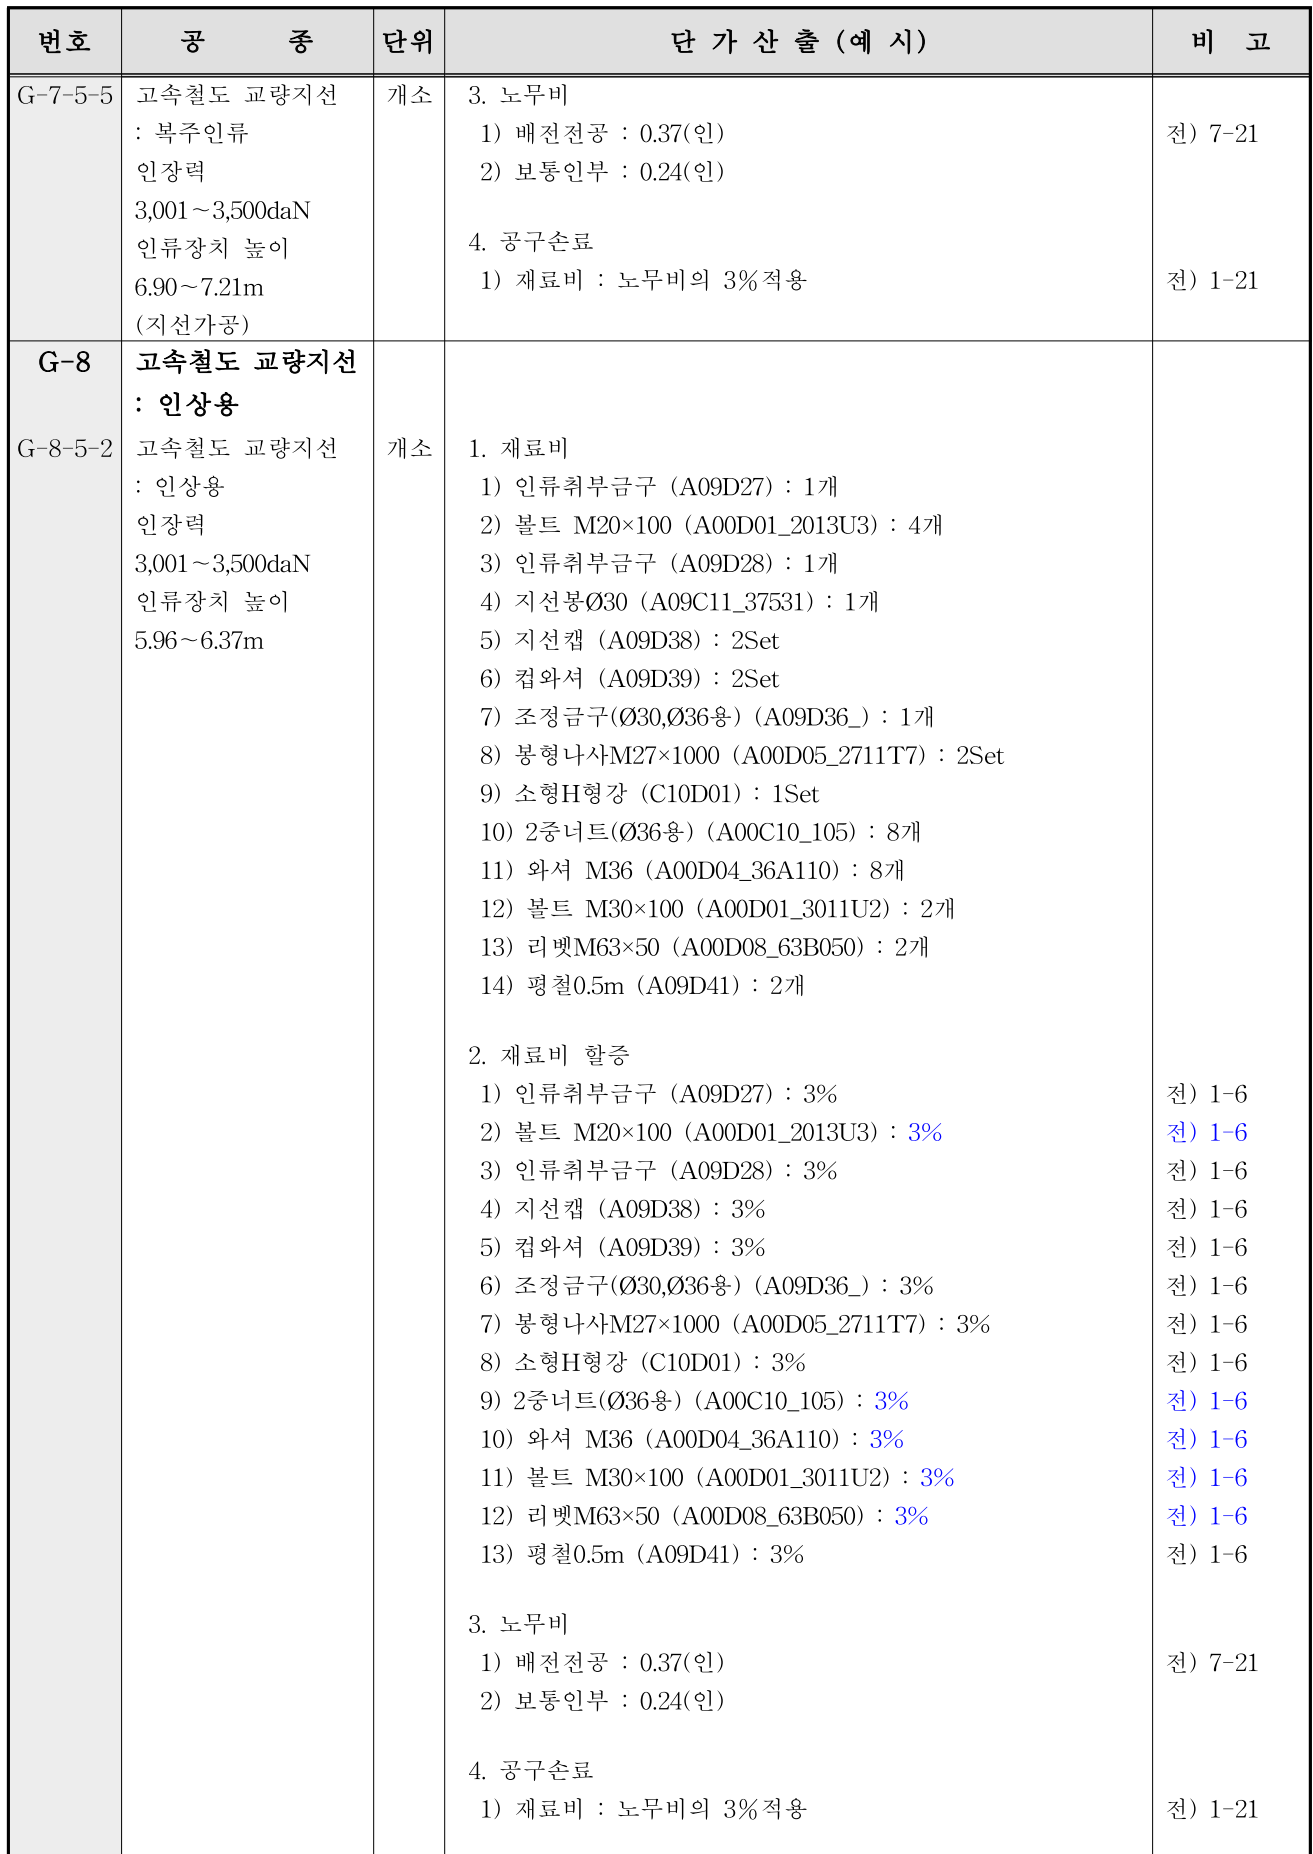 번호 공 종 단위 단 가 산 출 (예 시) 비 고
G-7-5-5 고속철도 교량지선 개소 3. 노무비
: 복주인류 1) 배전전공 : 0.37(인) 전) 7-21
인장력 2) 보통인부 : 0.24(인)
3,001~3,500daN
인류장치 높이 4. 공구손료
6.90~7.21m 1) 재료비 : 노무비의 3%적용 전) 1-21
(지선가공)
G-8 고속철도 교량지선
: 인상용
G-8-5-2 고속철도 교량지선 개소 1. 재료비
: 인상용 1) 인류취부금구 (A09D27) : 1개
인장력 2) 볼트 M20×100 (A00D01_2013U3) : 4개
3,001~3,500daN 3) 인류취부금구 (A09D28) : 1개
인류장치 높이 4) 지선봉Ø30 (A09C11_37531) : 1개
5.96~6.37m 5) 지선캡 (A09D38) : 2Set
6) 컵와셔 (A09D39) : 2Set
7) 조정금구(Ø30,Ø36용) (A09D36_) : 1개
8) 봉형나사M27×1000 (A00D05_2711T7) : 2Set
9) 소형H형강 (C10D01) : 1Set
10) 2중너트(Ø36용) (A00C10_105) : 8개
11) 와셔 M36 (A00D04_36A110) : 8개
12) 볼트 M30×100 (A00D01_3011U2) : 2개
13) 리벳M63×50 (A00D08_63B050) : 2개
14) 평철0.5m (A09D41) : 2개
2. 재료비 할증
1) 인류취부금구 (A09D27) : 3% 전) 1-6
2) 볼트 M20×100 (A00D01_2013U3) : 3% 전) 1-6
3) 인류취부금구 (A09D28) : 3% 전) 1-6
4) 지선캡 (A09D38) : 3% 전) 1-6
5) 컵와셔 (A09D39) : 3% 전) 1-6
6) 조정금구(Ø30,Ø36용) (A09D36_) : 3% 전) 1-6
7) 봉형나사M27×1000 (A00D05_2711T7) : 3% 전) 1-6
8) 소형H형강 (C10D01) : 3% 전) 1-6
9) 2중너트(Ø36용) (A00C10_105) : 3% 전) 1-6
10) 와셔 M36 (A00D04_36A110) : 3% 전) 1-6
11) 볼트 M30×100 (A00D01_3011U2) : 3% 전) 1-6
12) 리벳M63×50 (A00D08_63B050) : 3% 전) 1-6
13) 평철0.5m (A09D41) : 3% 전) 1-6
3. 노무비
1) 배전전공 : 0.37(인) 전) 7-21
2) 보통인부 : 0.24(인)
4. 공구손료
1) 재료비 : 노무비의 3%적용 전) 1-21